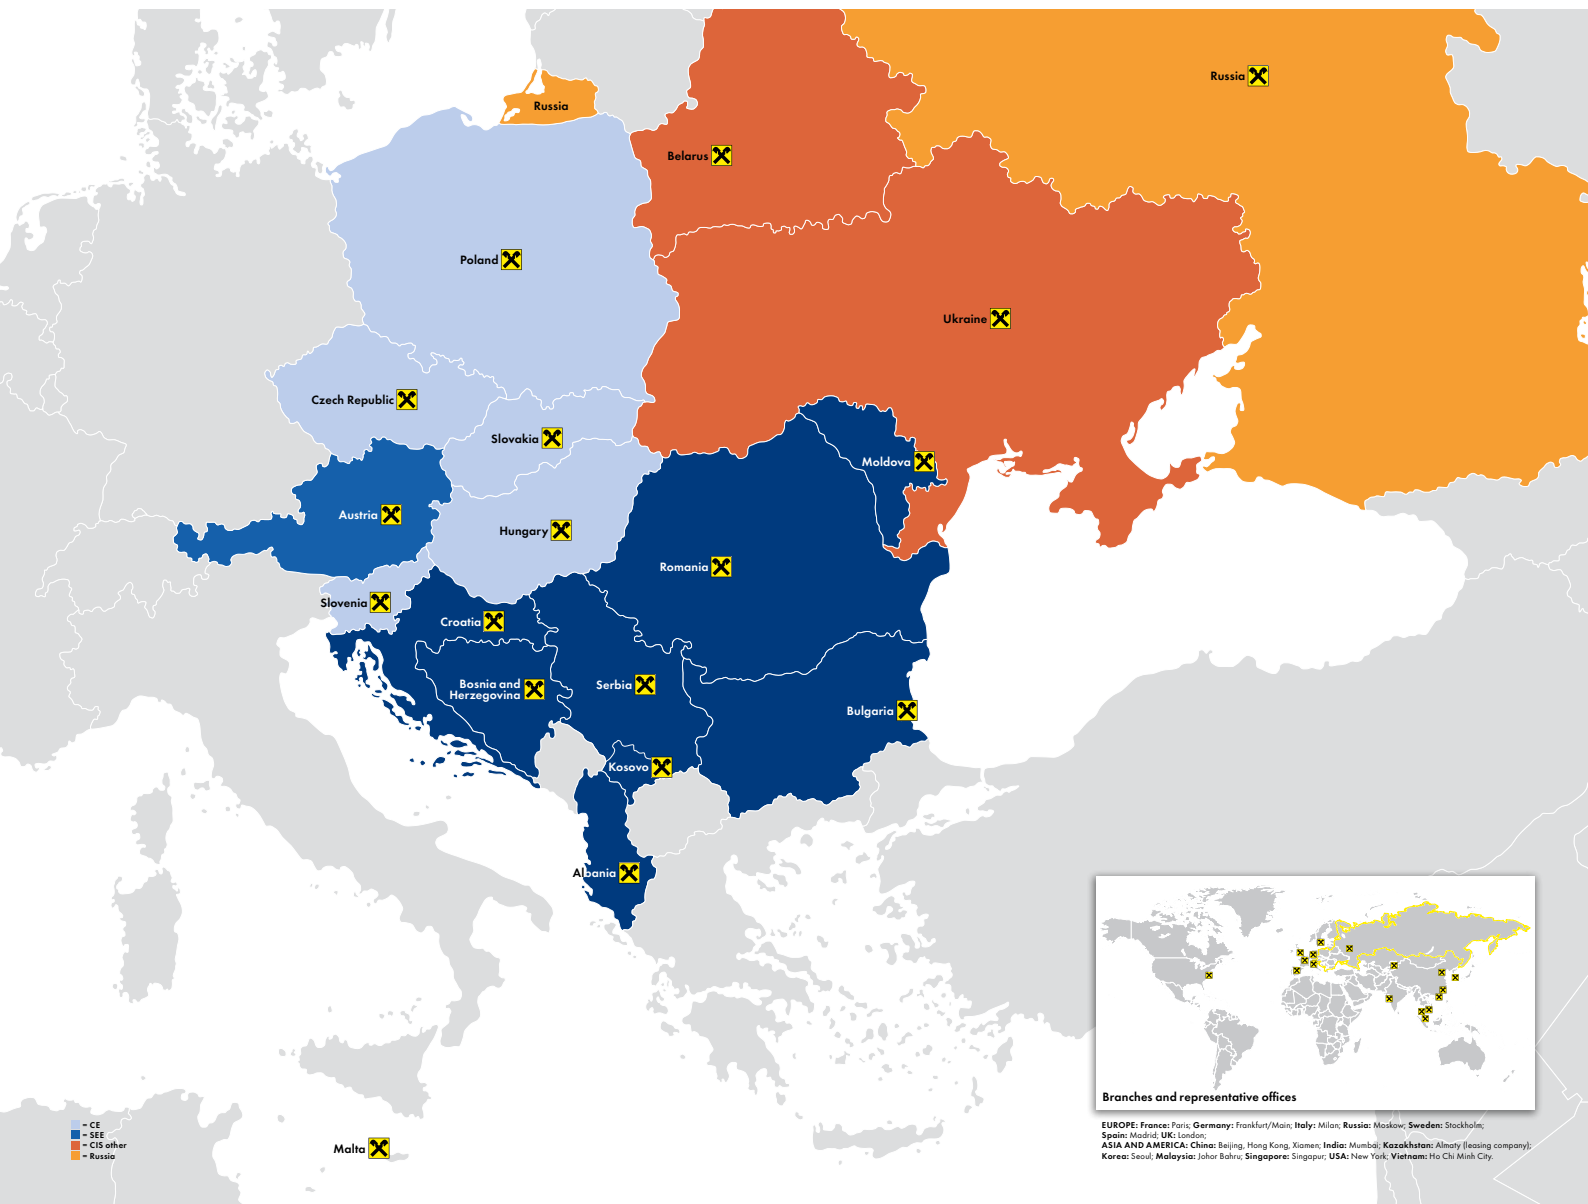 Russia
Russia
Belarus
Poland
Ukraine
Czech Republic
Slovakia
Moldova
Austria
Hungary
Romania
Slovenia
Croatia
Bosnia and
Herzegovina
Serbia
Bulgaria
Kosovo
Albania
Malta
= CE
= SEE
= CIS other
= Russia
Branches and representative offices
EUROPE: France: Paris; Germany: Frankfurt/Main; Italy: Milan; Russia: Moskow; Sweden: Stockholm;
Spain: Madrid; UK: London;
ASIA AND AMERICA: China: Beijing, Hong Kong, Xiamen; India: Mumbai; Kazakhstan: Almaty (leasing company);
Korea: Seoul; Malaysia: Johor Bahru; Singapore: Singapur; USA: New York; Vietnam: Ho Chi Minh City.